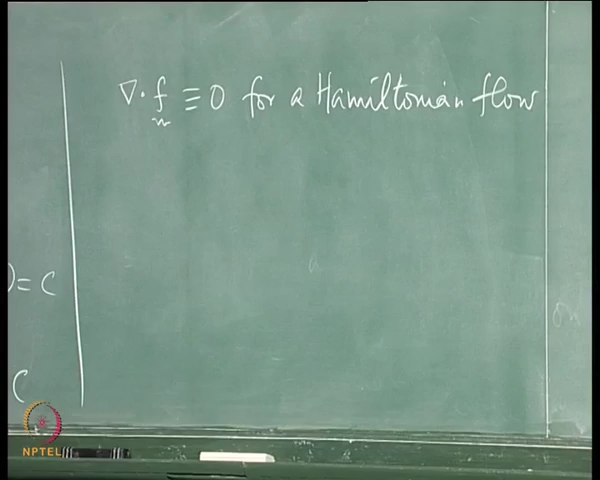 ∇·f ≡ 0 for a Hamiltonian flow
)= C
C
NPTEL